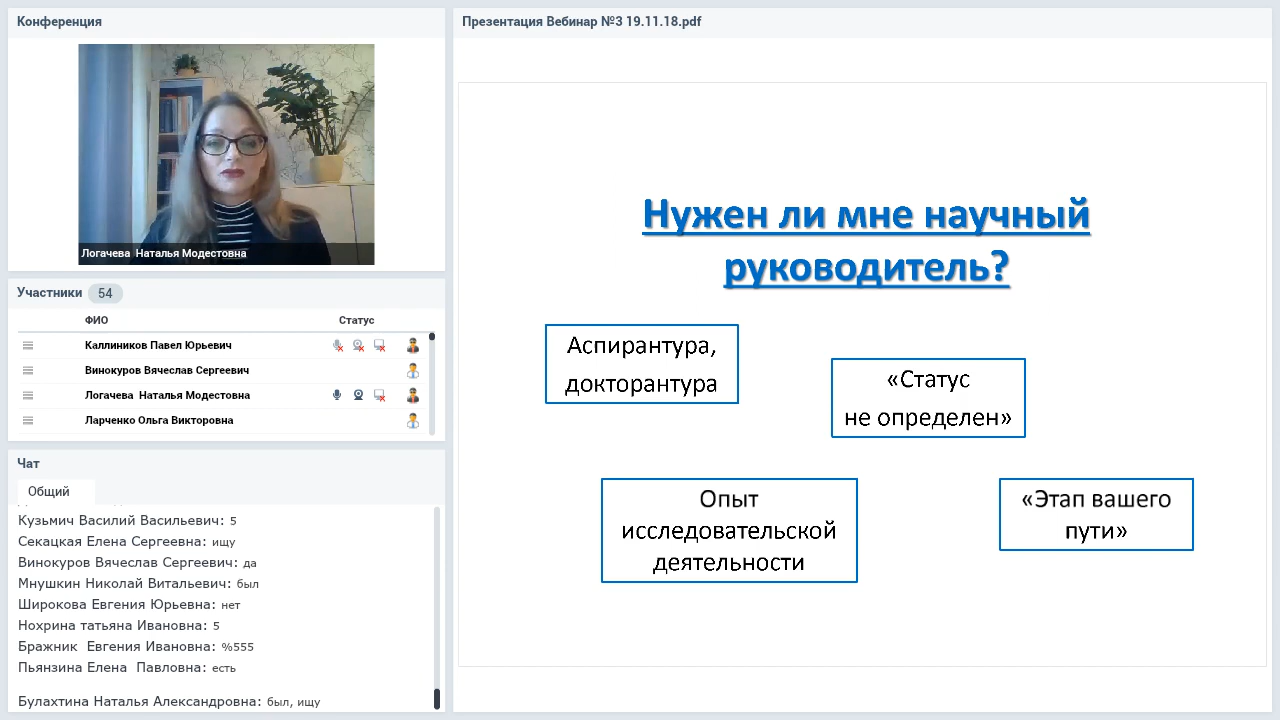 Конференция
Логачева  Наталья Модестовна
Участники 54
ФИО Статус
Каллиников Павел Юрьевич
Винокуров Вячеслав Сергеевич
Логачева  Наталья Модестовна
Ларченко Ольга Викторовна
Чат
Общий
Кузьмич Василий Васильевич: 5
Секацкая Елена Сергеевна: ищу
Винокуров Вячеслав Сергеевич: да
Мнушкин Николай Витальевич: был
Широкова Евгения Юрьевна: нет
Нохрина татьяна Ивановна: 5
Бражник  Евгения Ивановна: %555
Пьянзина Елена  Павловна: есть
Булахтина Наталья Александровна: был, ищу
Презентация Вебинар №3 19.11.18.pdf
Нужен ли мне научный
руководитель?
Аспирантура,
докторантура
«Статус
не определен»
Опыт
исследовательской
деятельности
«Этап вашего
пути»